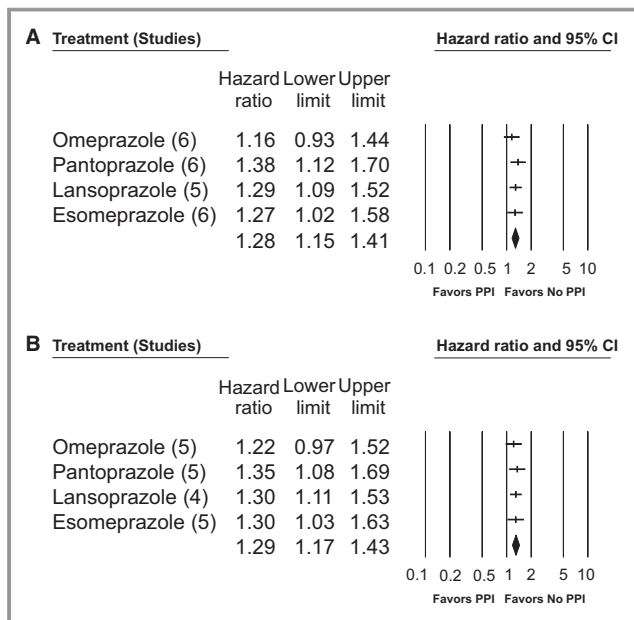 A Treatment (Studies) Hazard ratio and 95% CI
Hazard Lower Upper
ratio limit limit
Omeprazole (6) 1.16 0.93 1.44
Pantoprazole (6) 1.38 1.12 1.70
Lansoprazole (5) 1.29 1.09 1.52
Esomeprazole (6) 1.27 1.02 1.58
1.28 1.15 1.41
0.1 0.2 0.5 1 2 5 10
Favors PPI Favors No PPI
B Treatment (Studies) Hazard ratio and 95% CI
Hazard Lower Upper
ratio limit limit
Omeprazole (5) 1.22 0.97 1.52
Pantoprazole (5) 1.35 1.08 1.69
Lansoprazole (4) 1.30 1.11 1.53
Esomeprazole (5) 1.30 1.03 1.63
1.29 1.17 1.43
0.1 0.2 0.5 1 2 5 10
Favors PPI Favors No PPI